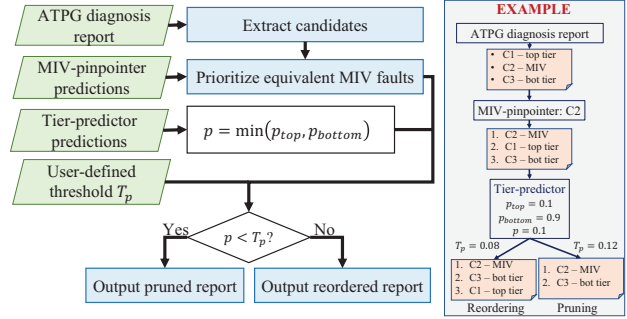 ATPG diagnosis
report
Extract candidates
MIV-pinpointer
predictions
Prioritize equivalent MIV faults
Tier-predictor
predictions
p = min(p_top, p_bottom)
User-defined
threshold T_p
Yes
p < T_p?
No
Output pruned report
Output reordered report
EXAMPLE
ATPG diagnosis report
• C1 – top tier
• C2 – MIV
• C3 – bot tier
MIV-pinpointer: C2
1. C2 – MIV
2. C1 – top tier
3. C3 – bot tier
Tier-predictor
p_top = 0.1
p_bottom = 0.9
p = 0.1
T_p = 0.08
T_p = 0.12
1. C2 – MIV
2. C3 – bot tier
3. C1 – top tier
1. C2 – MIV
2. C3 – bot tier
Reordering
Pruning